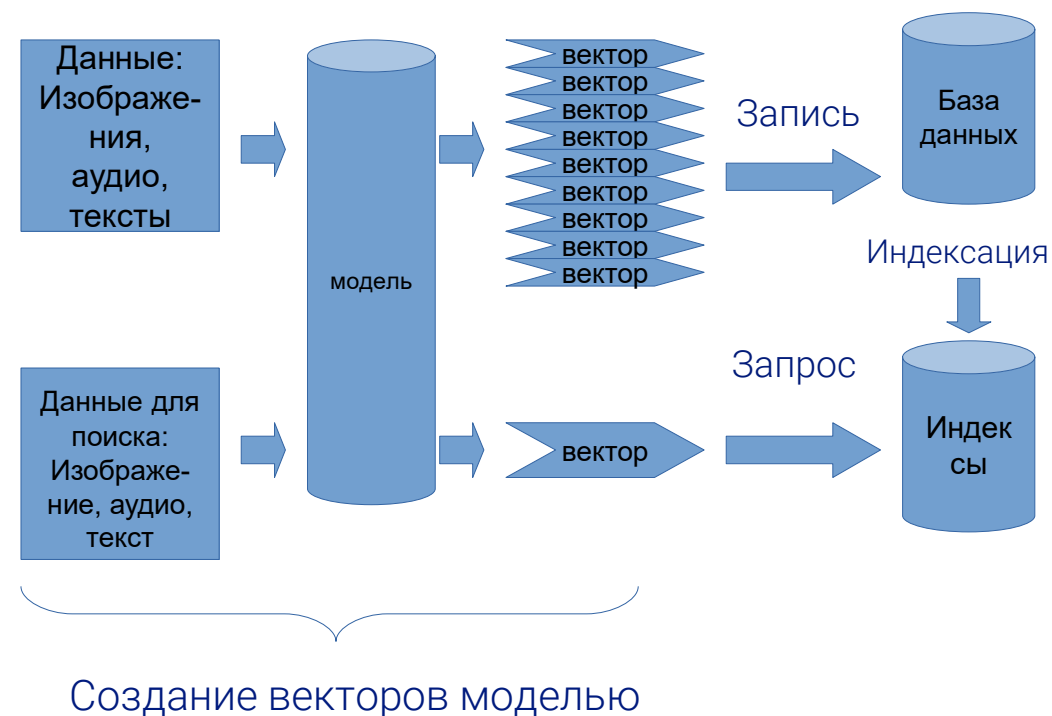 Данные:
Изображе-
ния,
аудио,
тексты
модель
вектор
вектор
вектор
вектор
вектор
вектор
вектор
вектор
вектор
Запись
База
данных
Индексация
Данные для
поиска:
Изображе-
ние, аудио,
текст
вектор
Запрос
Индек
сы
Создание векторов моделью